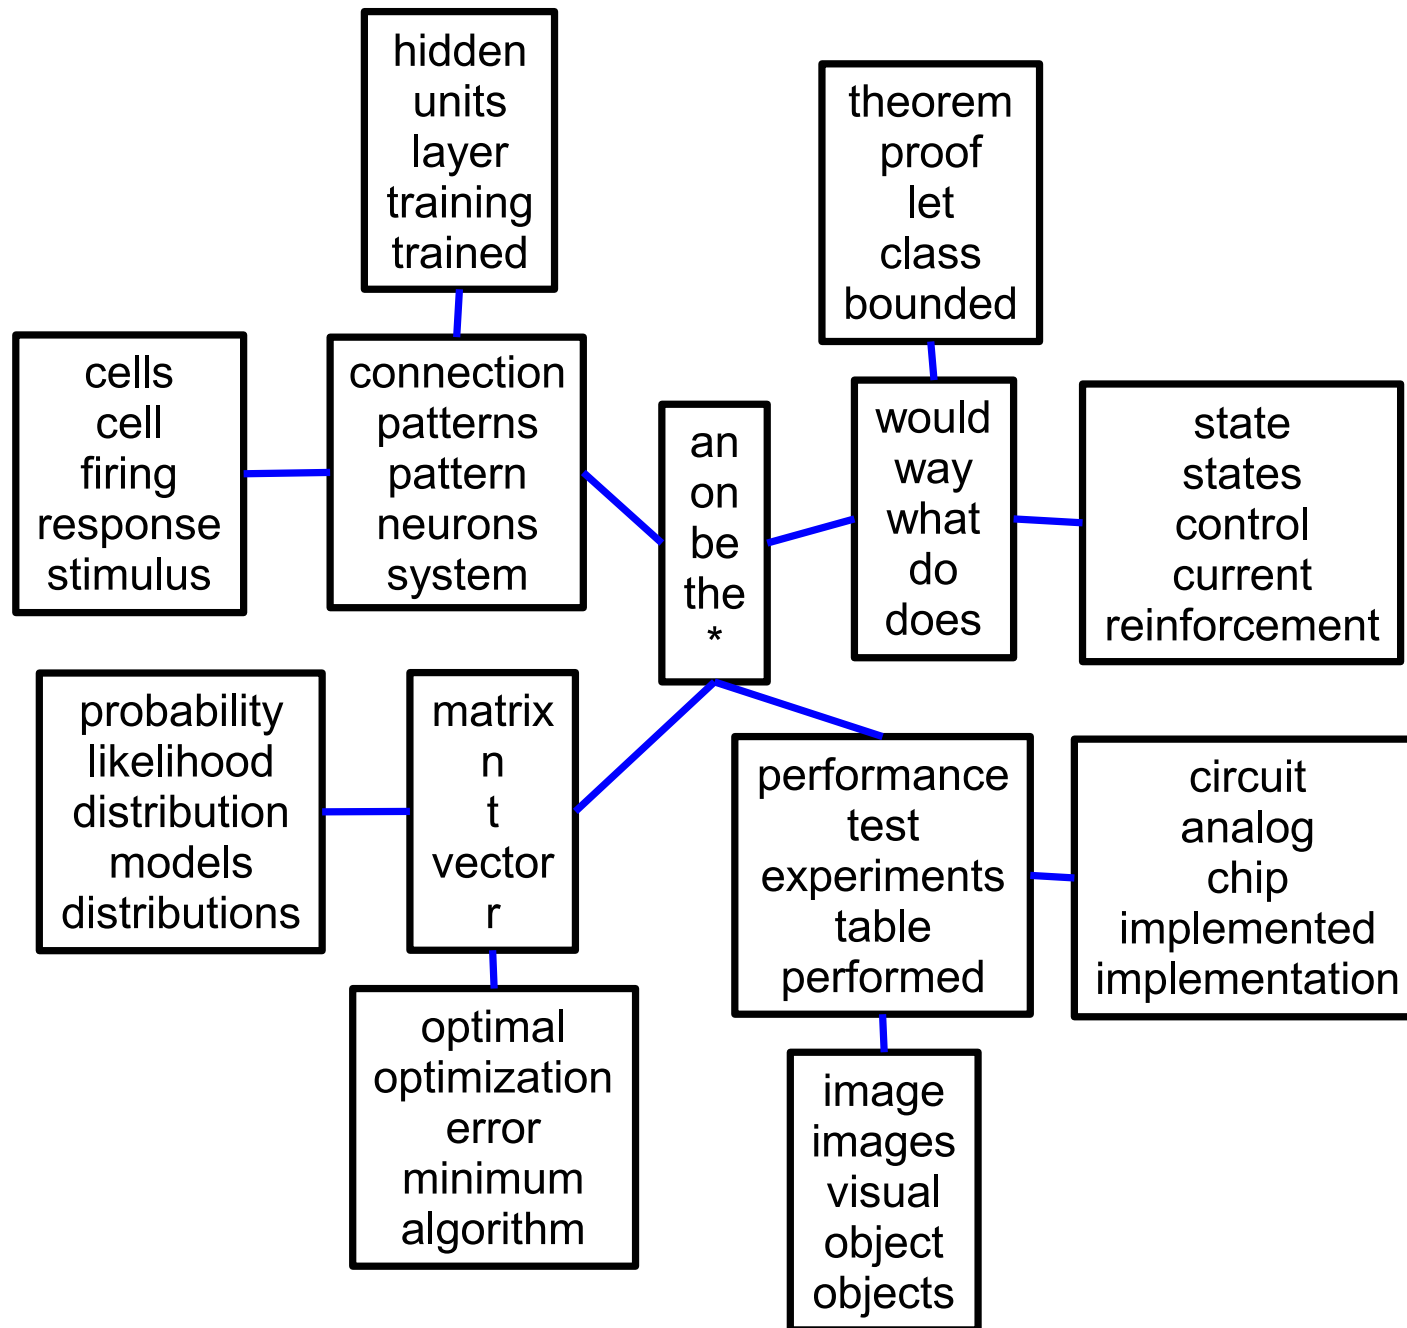 hidden
units
layer
training
trained
theorem
proof
let
class
bounded
cells
cell
firing
response
stimulus
connection
patterns
pattern
neurons
system
an
on
be
the
*
would
way
what
do
does
state
states
control
current
reinforcement
probability
likelihood
distribution
models
distributions
matrix
n
t
vector
r
performance
test
experiments
table
performed
circuit
analog
chip
implemented
implementation
optimal
optimization
error
minimum
algorithm
image
images
visual
object
objects